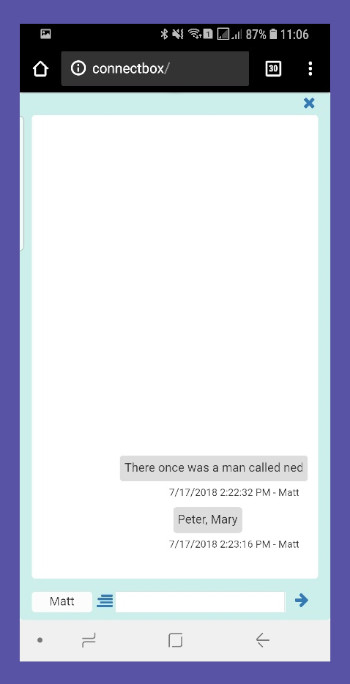 87% 11:06
connectbox/
30
There once was a man called ned
7/17/2018 2:22:32 PM - Matt
Peter, Mary
7/17/2018 2:23:16 PM - Matt
Matt